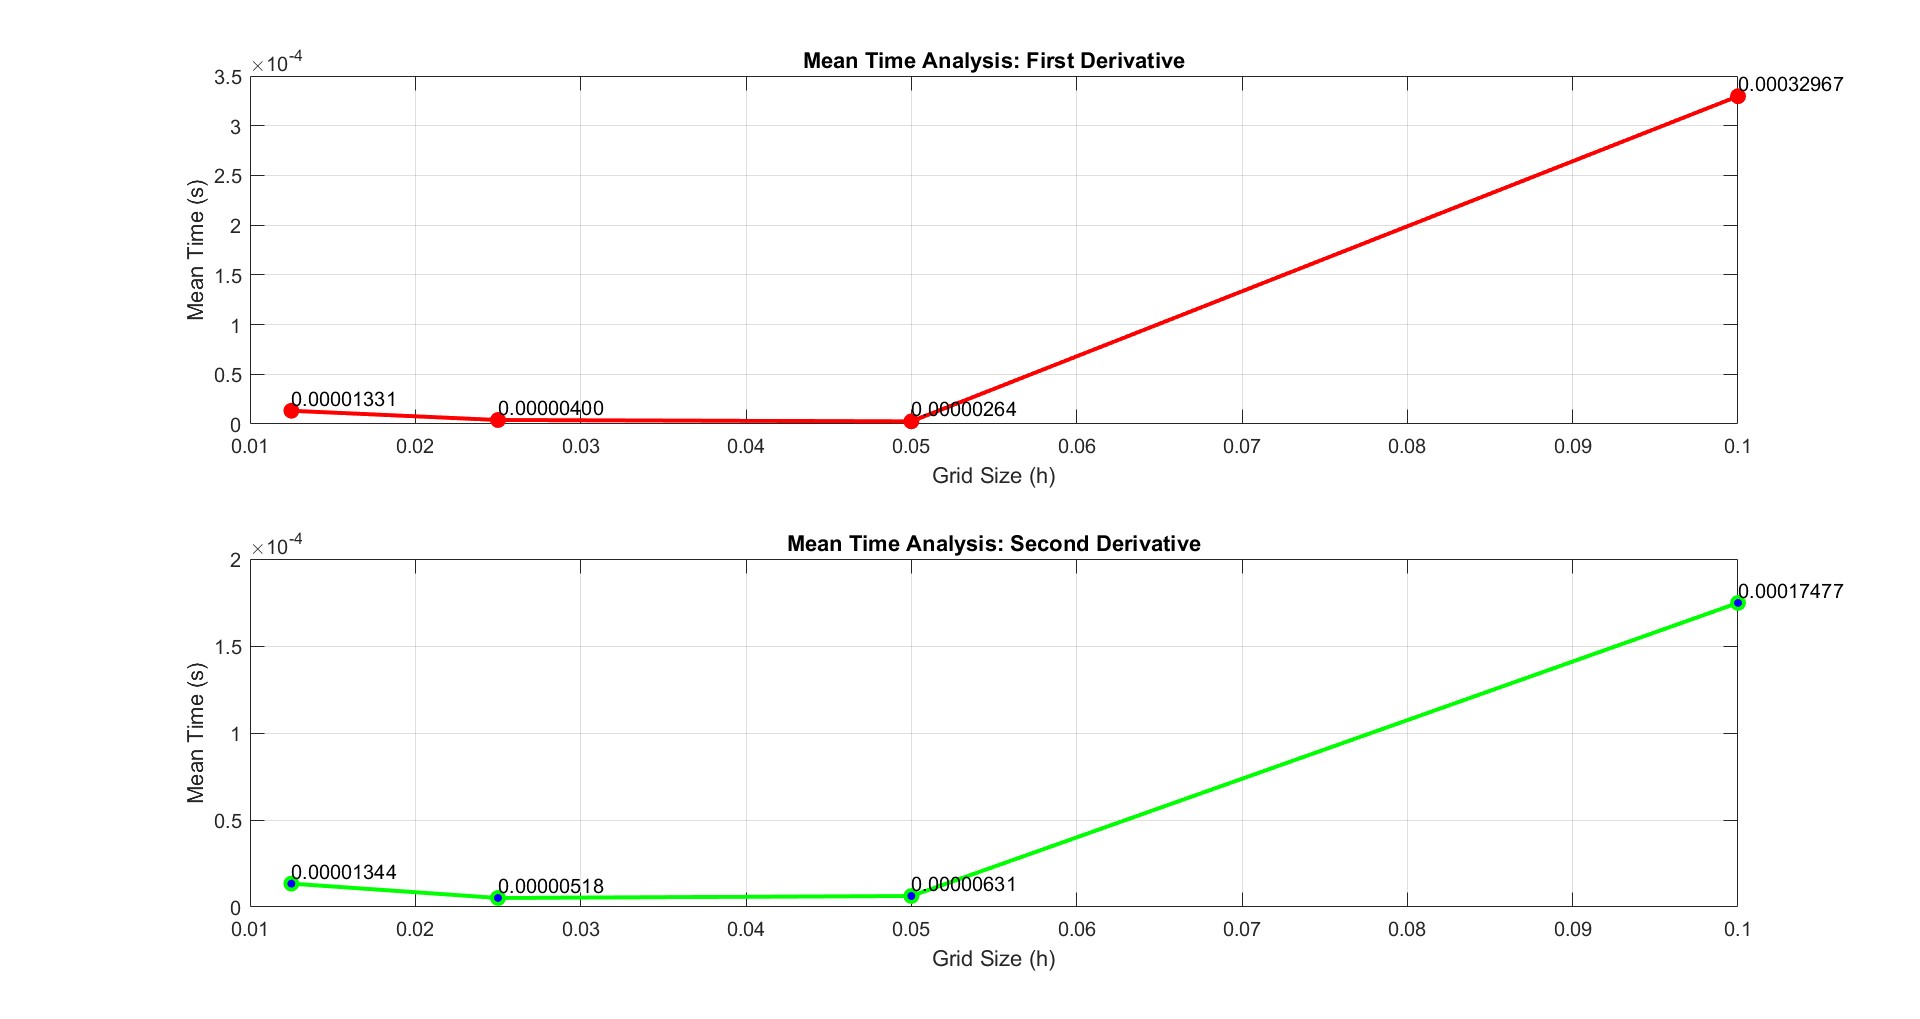 Mean Time Analysis: First Derivative
×10-4
3.5
3
2.5
2
1.5
1
0.5
0
Mean Time (s)
0.00001331
0.00000400
0.00000264
0.00032967
0.01 0.02 0.03 0.04 0.05 0.06 0.07 0.08 0.09 0.1
Grid Size (h)
Mean Time Analysis: Second Derivative
×10-4
2
1.5
1
0.5
0
Mean Time (s)
0.00001344
0.00000518
0.00000631
0.00017477
0.01 0.02 0.03 0.04 0.05 0.06 0.07 0.08 0.09 0.1
Grid Size (h)